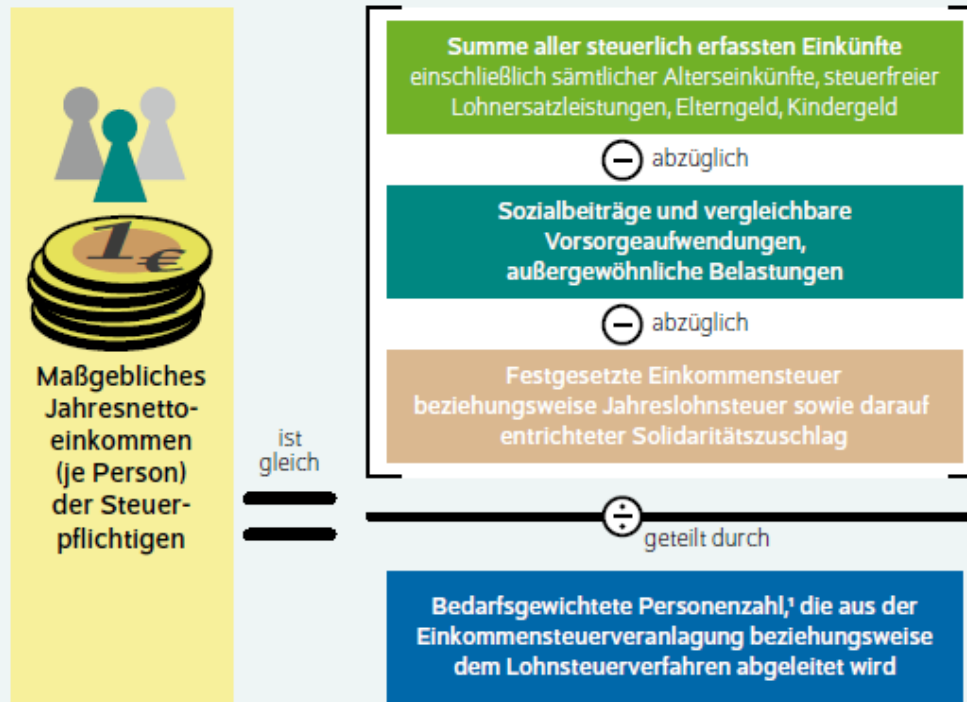 Summe aller steuerlich erfassten Einkünfte
einschließlich sämtlicher Alterseinkünfte, steuerfreier
Lohnersatzleistungen, Elterngeld, Kindergeld
abzüglich
Sozialbeiträge und vergleichbare
Vorsorgeaufwendungen,
außergewöhnliche Belastungen
abzüglich
Festgesetzte Einkommensteuer
beziehungsweise Jahreslohnsteuer sowie darauf
entrichteter Solidaritätszuschlag
1 €
Maßgebliches
Jahresnetto-
einkommen
(je Person)
der Steuer-
pflichtigen
ist
gleich
geteilt durch
Bedarfsgewichtete Personenzahl,¹ die aus der
Einkommensteuerveranlagung beziehungsweise
dem Lohnsteuerverfahren abgeleitet wird